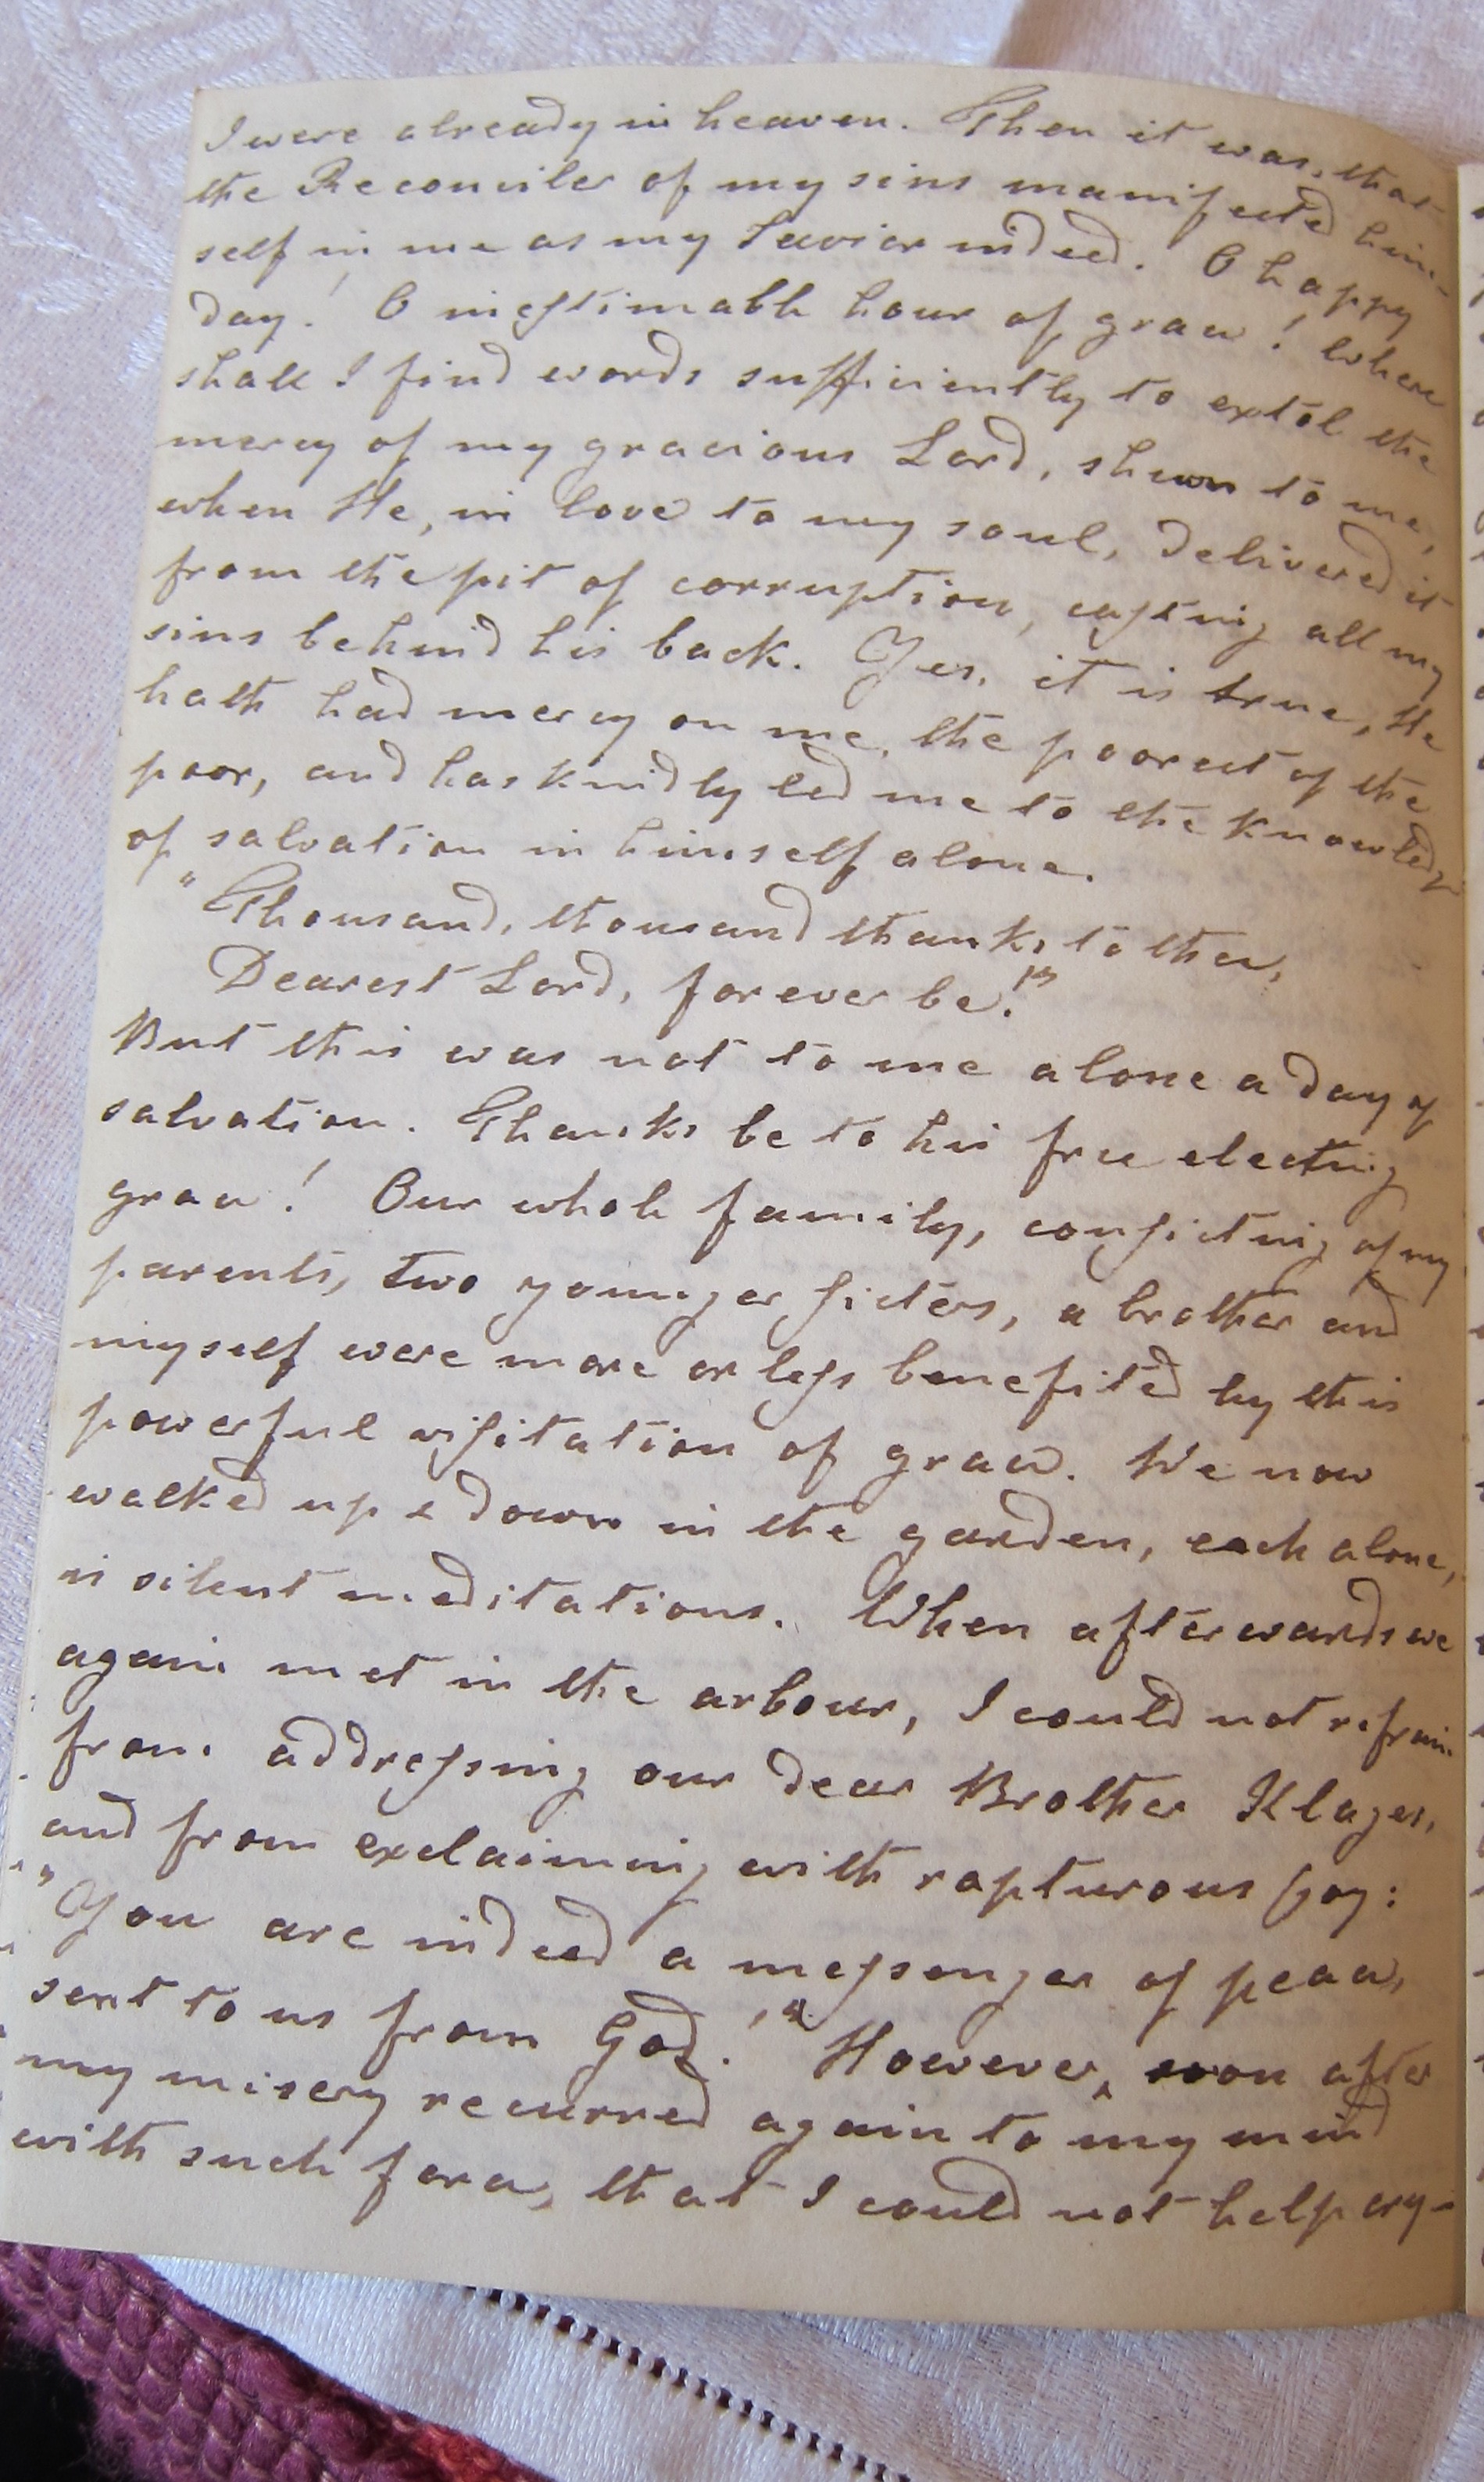 I were already in heaven. Then it was, that
the Reconciler of my sins manifested him-
self in me as my Savior indeed. O happy
day! O inestimable hour of grace! Where
shall I find words sufficiently to extol the
mercy of my gracious Lord, shewn to me,
when He, in love to my soul, delivered it
from the pit of corruption, casting all my
sins behind his back. Yes, it is true, He
hath had mercy on me, the poorest of the
poor, and has kindly led me to the knowledge
of salvation in himself alone.
"Thousand, thousand thanks to thee,
Dearest Lord, forever be!"
But this was not to me alone a day of
salvation. Thanks be to his free electing
grace! Our whole family, consisting of my
parents, two younger sisters, a brother and
myself were more or less benefited by this
powerful visitation of grace. We now
walked up & down in the garden, each alone,
in silent meditations. When afterwards we
again met in the arbour, I could not refrain
from addressing our dear Brother Klages,
and from exclaiming with rapturous joy:
"You are indeed a messenger of peace,
sent to us from God!" However, soon after
my misery recurred again to my mind
with such force, that I could not help cry-